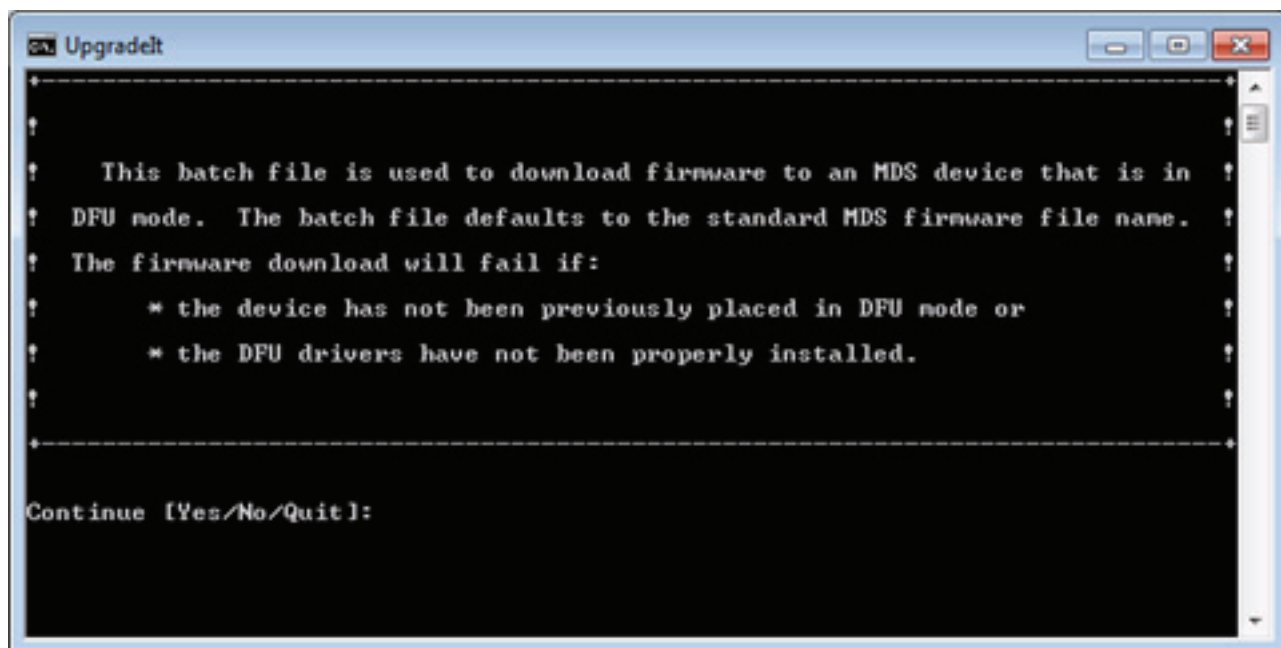 UpgradeIt
This batch file is used to download firmware to an MDS device that is in
DFU mode. The batch file defaults to the standard MDS firmware file name.
The firmware download will fail if:
* the device has not been previously placed in DFU mode or
* the DFU drivers have not been properly installed.
Continue [Yes/No/Quit]: